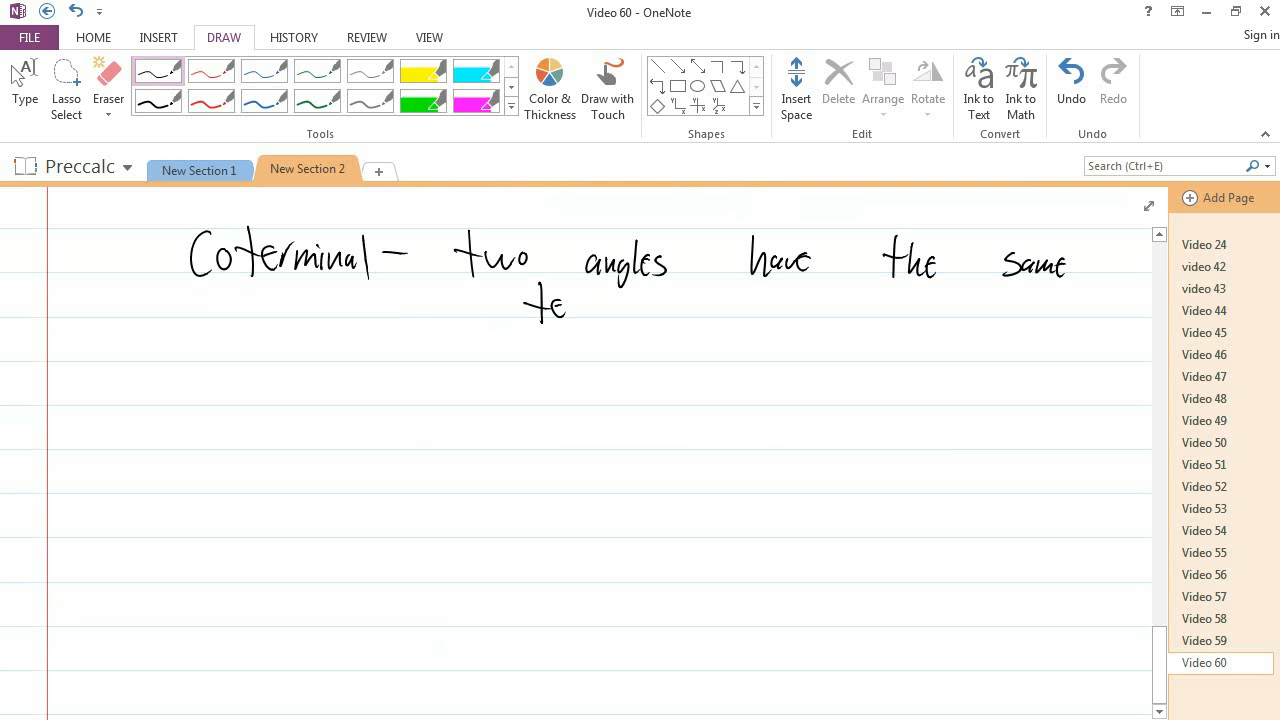 Video 60 - OneNote
? 
Sign in
FILE HOME INSERT DRAW HISTORY REVIEW VIEW
Type
Lasso Select
Eraser
Color & Thickness
Draw with Touch
Insert Space
Delete
Arrange
Rotate
Ink to Text
Ink to Math
Undo
Redo
Tools
Shapes
Edit
Convert
Undo
Preccalc
New Section 1
New Section 2
Search (Ctrl+E)
Add Page
Coterminal - two angles have the same
te
Video 24
video 42
video 43
Video 44
Video 45
Video 46
Video 47
Video 48
Video 49
Video 50
Video 51
Video 52
Video 53
Video 54
Video 55
Video 56
Video 57
Video 58
Video 59
Video 60